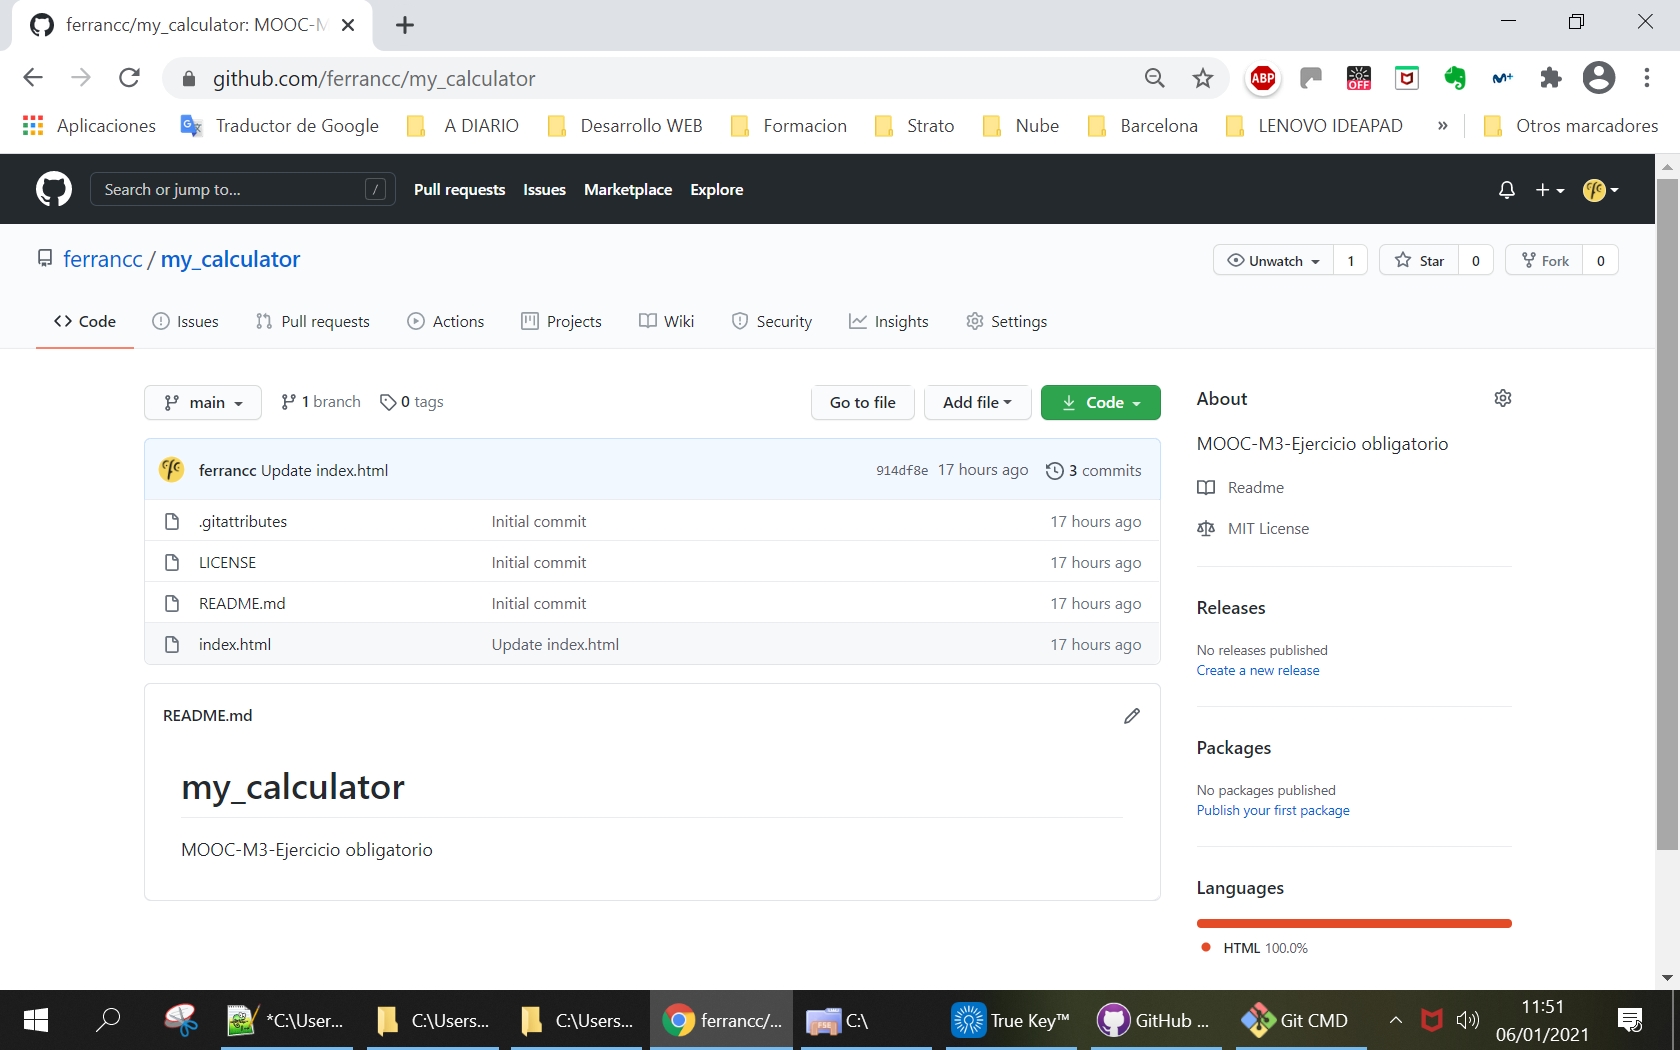 ferrancc/my_calculator: MOOC-M
github.com/ferrancc/my_calculator
ABP
OFF
Aplicaciones Traductor de Google A DIARIO Desarrollo WEB Formacion Strato Nube Barcelona LENOVO IDEAPAD » Otros marcadores
Search or jump to... / Pull requests Issues Marketplace Explore
ferrancc / my_calculator Unwatch 1 Star 0 Fork 0
Code Issues Pull requests Actions Projects Wiki Security Insights Settings
main 1 branch 0 tags Go to file Add file Code
ferrancc Update index.html 914df8e 17 hours ago 3 commits
.gitattributes Initial commit 17 hours ago
LICENSE Initial commit 17 hours ago
README.md Initial commit 17 hours ago
index.html Update index.html 17 hours ago
README.md
my_calculator
MOOC-M3-Ejercicio obligatorio
About
MOOC-M3-Ejercicio obligatorio
Readme
MIT License
Releases
No releases published
Create a new release
Packages
No packages published
Publish your first package
Languages
HTML 100.0%
*C:\User... C:\Users... C:\Users... ferrancc/... C:\ True Key™ GitHub ... Git CMD
11:51
06/01/2021